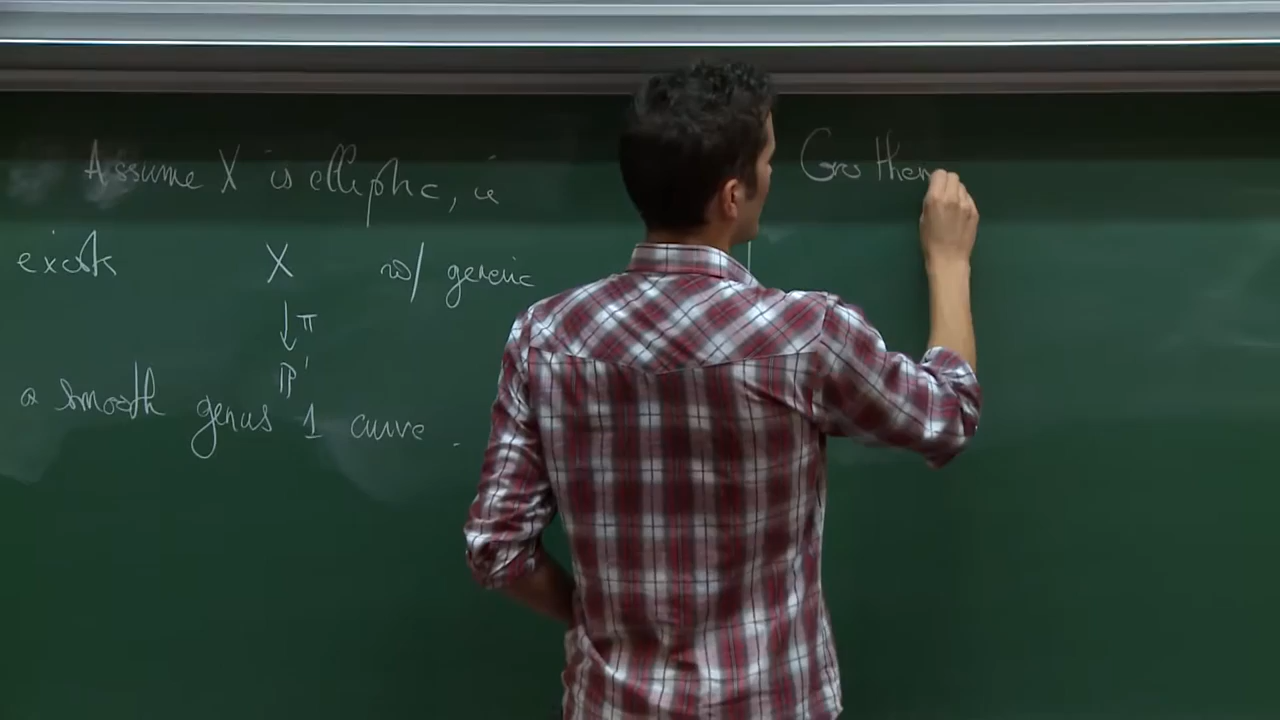 Assume X is elliptic, ie
exists X w/ generic
↓ π
ℙ¹
a smooth genus 1 curve.
Grothen